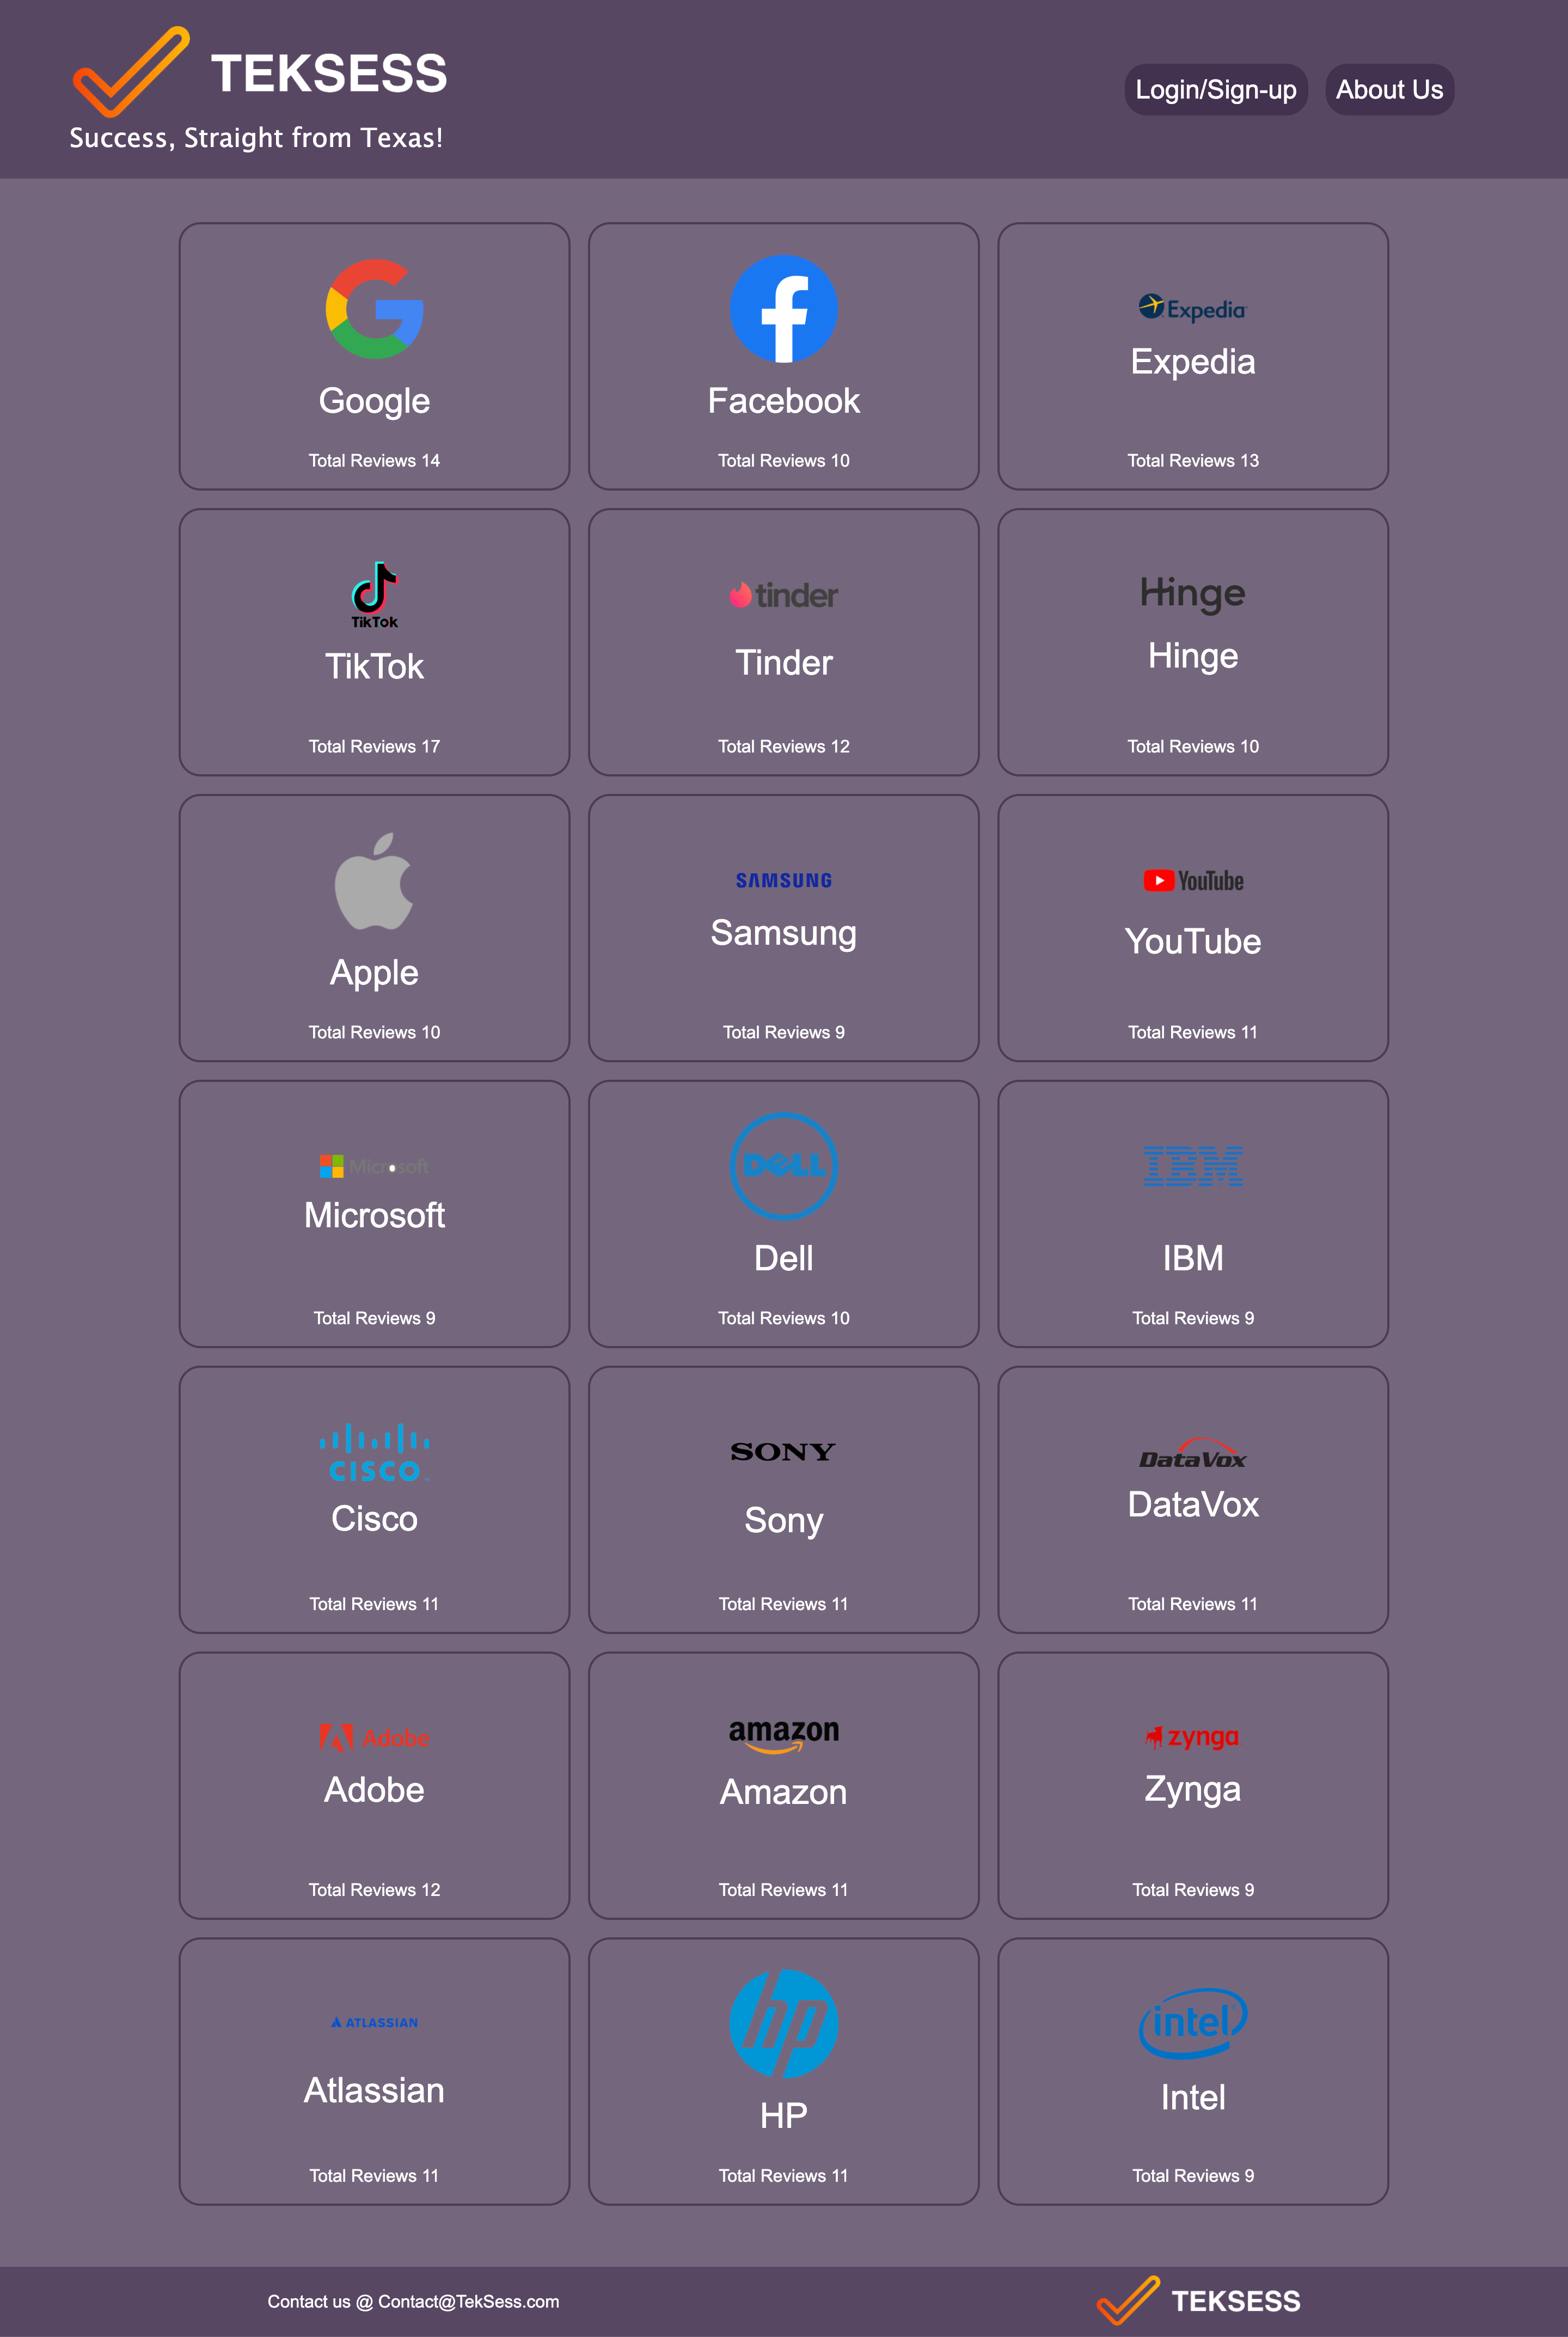 TEKSESS
Success, Straight from Texas!
Login/Sign-up
About Us
Google
Total Reviews 14
Facebook
Total Reviews 10
Expedia
Expedia
Total Reviews 13
TikTok
TikTok
Total Reviews 17
tinder
Tinder
Total Reviews 12
Hinge
Hinge
Total Reviews 10
Apple
Total Reviews 10
SAMSUNG
Samsung
Total Reviews 9
YouTube
YouTube
Total Reviews 11
Microsoft
Microsoft
Total Reviews 9
DELL
Dell
Total Reviews 10
IBM
IBM
Total Reviews 9
CISCO
Cisco
Total Reviews 11
SONY
Sony
Total Reviews 11
DataVox
DataVox
Total Reviews 11
Adobe
Adobe
Total Reviews 12
amazon
Amazon
Total Reviews 11
zynga
Zynga
Total Reviews 9
ATLASSIAN
Atlassian
Total Reviews 11
hp
HP
Total Reviews 11
intel
Intel
Total Reviews 9
Contact us @ Contact@TekSess.com
TEKSESS